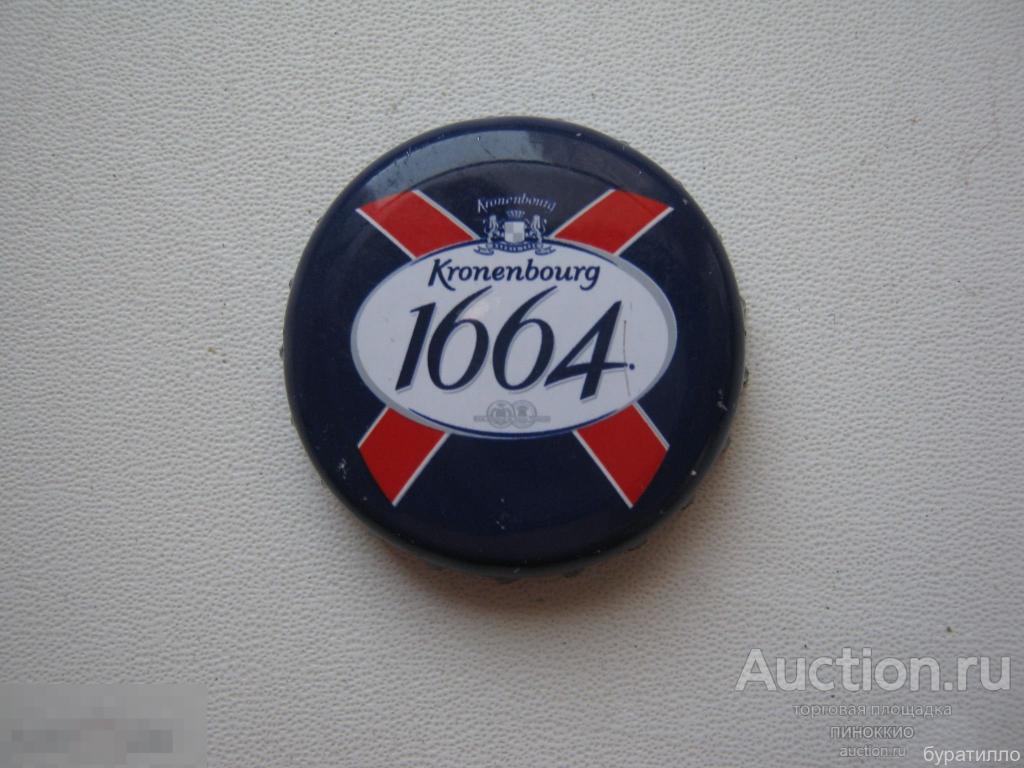 Kronenbourg
Kronenbourg
1664.
Auction.ru
торговая площадка
ПИНОККИО
auction.ru
буратилло